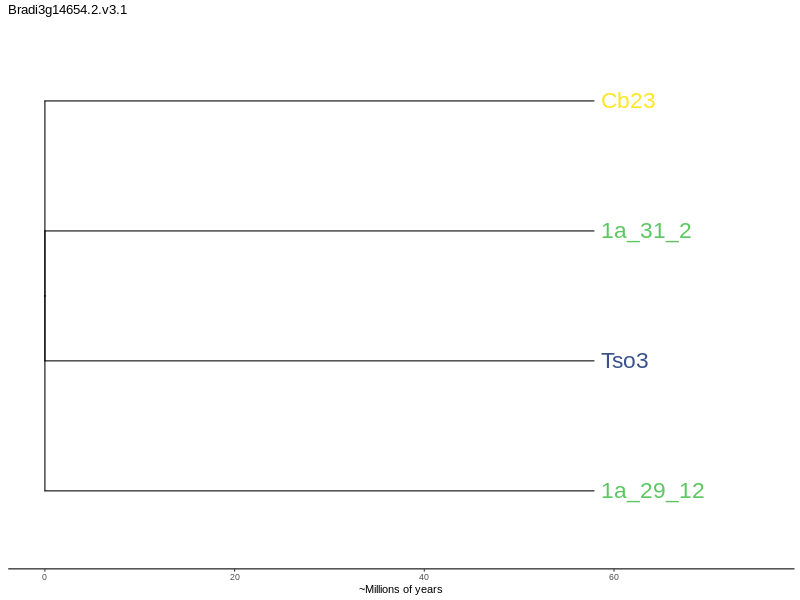 Bradi3g14654.2.v3.1
Cb23
1a_31_2
Tso3
1a_29_12
0 20 40 60
~Millions of years